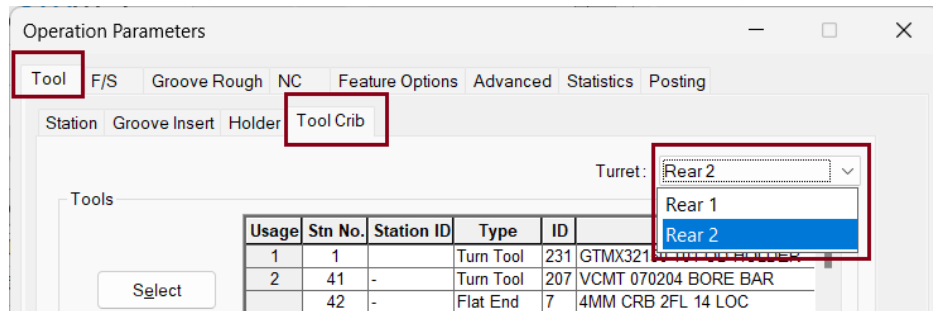 Operation Parameters
Tool F/S Groove Rough NC Feature Options Advanced Statistics Posting
Station Groove Insert Holder Tool Crib
Turret: Rear 2
Rear 1
Rear 2
Tools
Usage Stn No. Station ID Type ID
1 1 Turn Tool 231 HOLDER
2 41 - Turn Tool 207 VCMT 070204 BORE BAR
42 - Flat End 7 4MM CRB 2FL 14 LOC
Select